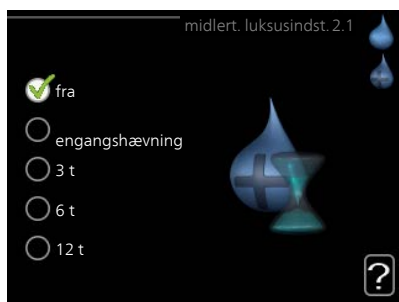 midlert. luksusindst. 2.1
fra
engangshævning
3 t
6 t
12 t
?